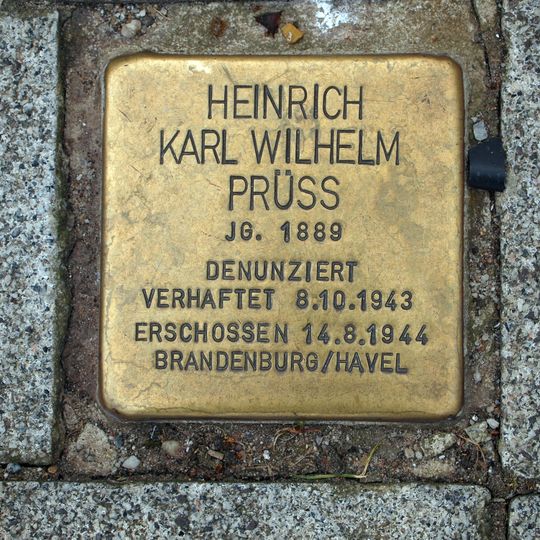 HEINRICH
KARL WILHELM
PRÜSS
JG. 1889
DENUNZIERT
VERHAFTET 8.10.1943
ERSCHOSSEN 14.8.1944
BRANDENBURG/HAVEL